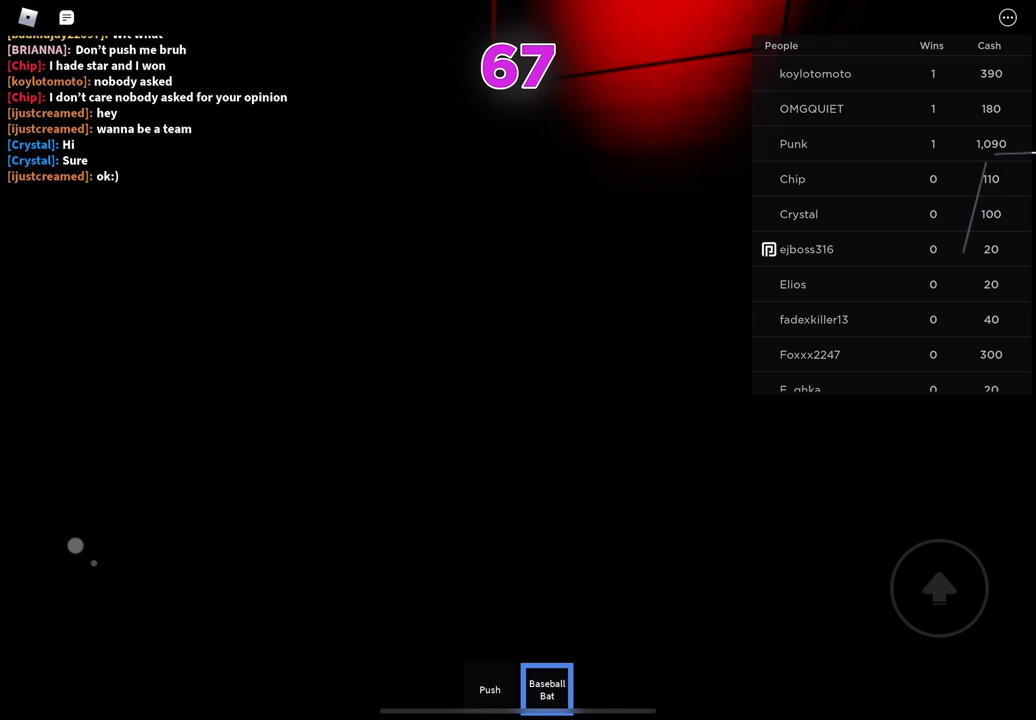 [BRIANNA]: Don't push me bruh
[Chip]: I hade star and I won
[koylotomoto]: nobody asked
[Chip]: I don't care nobody asked for your opinion
[ijustcreamed]: hey
[ijustcreamed]: wanna be a team
[Crystal]: Hi
[Crystal]: Sure
[ijustcreamed]: ok:)
67
People Wins Cash
koylotomoto 1 390
OMGQUIET 1 180
Punk 1 1,090
Chip 0 110
Crystal 0 100
ejboss316 0 20
Elios 0 20
fadexkiller13 0 40
Foxxx2247 0 300
0 20
Push
Baseball
Bat